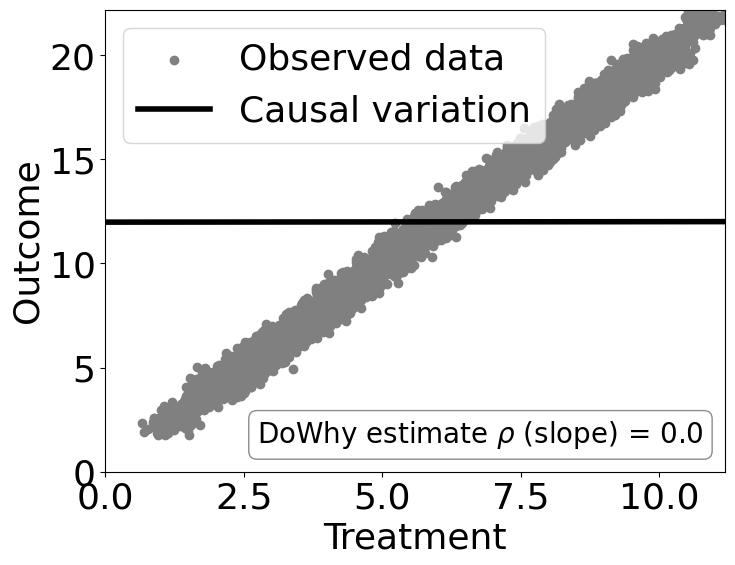 Observed data
Causal variation
20
15
10
5
0
Outcome
DoWhy estimate ρ (slope) = 0.0
0.0 2.5 5.0 7.5 10.0
Treatment